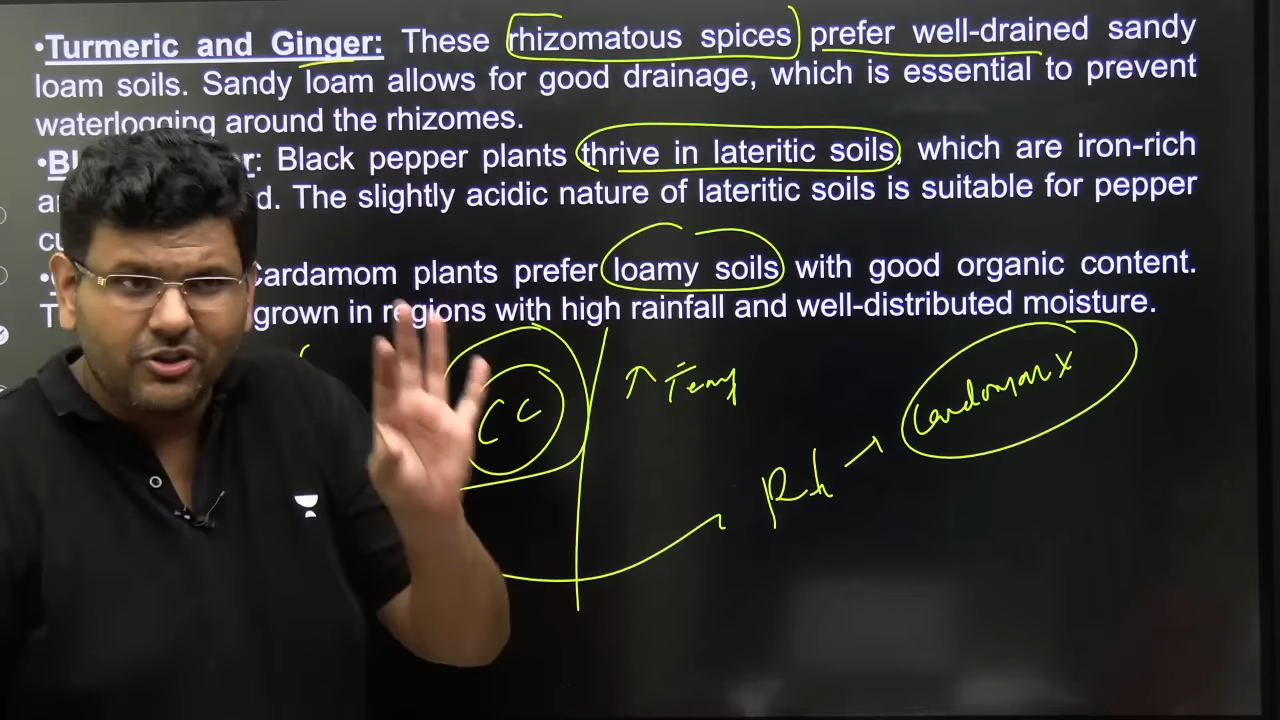 •Turmeric and Ginger: These rhizomatous spices prefer well-drained sandy
loam soils. Sandy loam allows for good drainage, which is essential to prevent
waterlogging around the rhizomes.
•Bl r: Black pepper plants thrive in lateritic soils, which are iron-rich
d. The slightly acidic nature of lateritic soils is suitable for pepper
Cardamom plants prefer loamy soils with good organic content.
grown in regions with high rainfall and well-distributed moisture.
CC
↑ Temp
Rh → Cardomom x